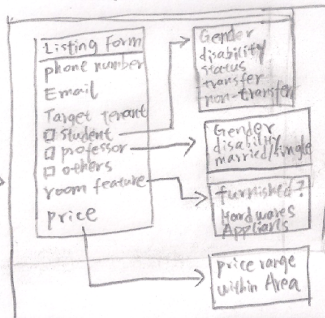 Listing Form
phone number
Email
Target tenant
student
professor
others
room feature
price
Gender
disability
status
transfer
non-transfer
Gender
disability
married/single
furnished?
Hardwares
Applians
price range
within Area